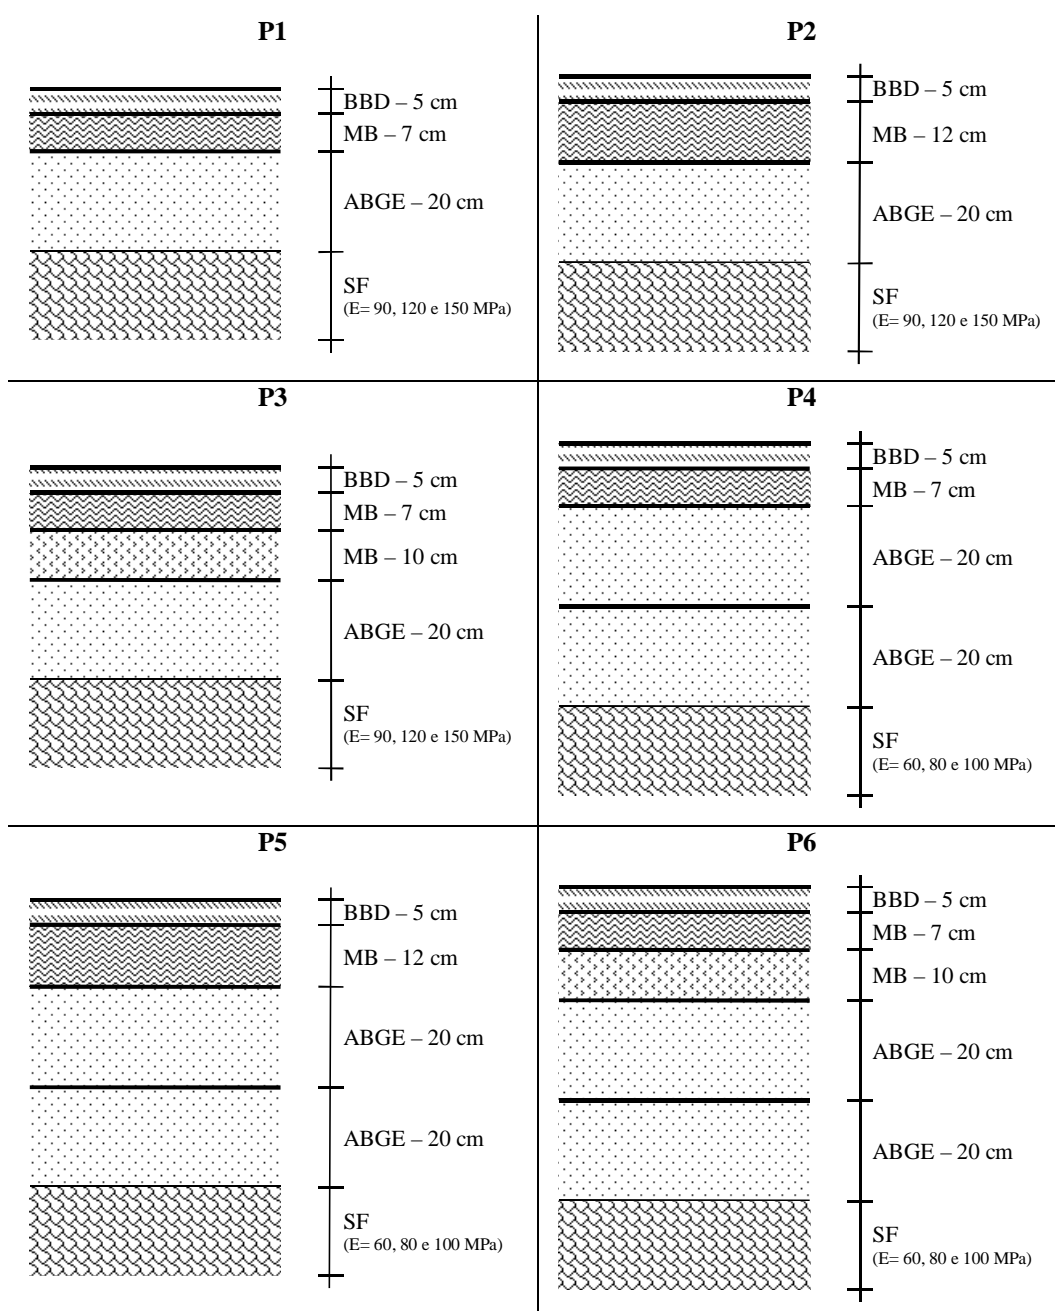 P1
BBD – 5 cm
MB – 7 cm
ABGE – 20 cm
SF
(E= 90, 120 e 150 MPa)
P2
BBD – 5 cm
MB – 12 cm
ABGE – 20 cm
SF
(E= 90, 120 e 150 MPa)
P3
BBD – 5 cm
MB – 7 cm
MB – 10 cm
ABGE – 20 cm
SF
(E= 90, 120 e 150 MPa)
P4
BBD – 5 cm
MB – 7 cm
ABGE – 20 cm
ABGE – 20 cm
SF
(E= 60, 80 e 100 MPa)
P5
BBD – 5 cm
MB – 12 cm
ABGE – 20 cm
ABGE – 20 cm
SF
(E= 60, 80 e 100 MPa)
P6
BBD – 5 cm
MB – 7 cm
MB – 10 cm
ABGE – 20 cm
ABGE – 20 cm
SF
(E= 60, 80 e 100 MPa)